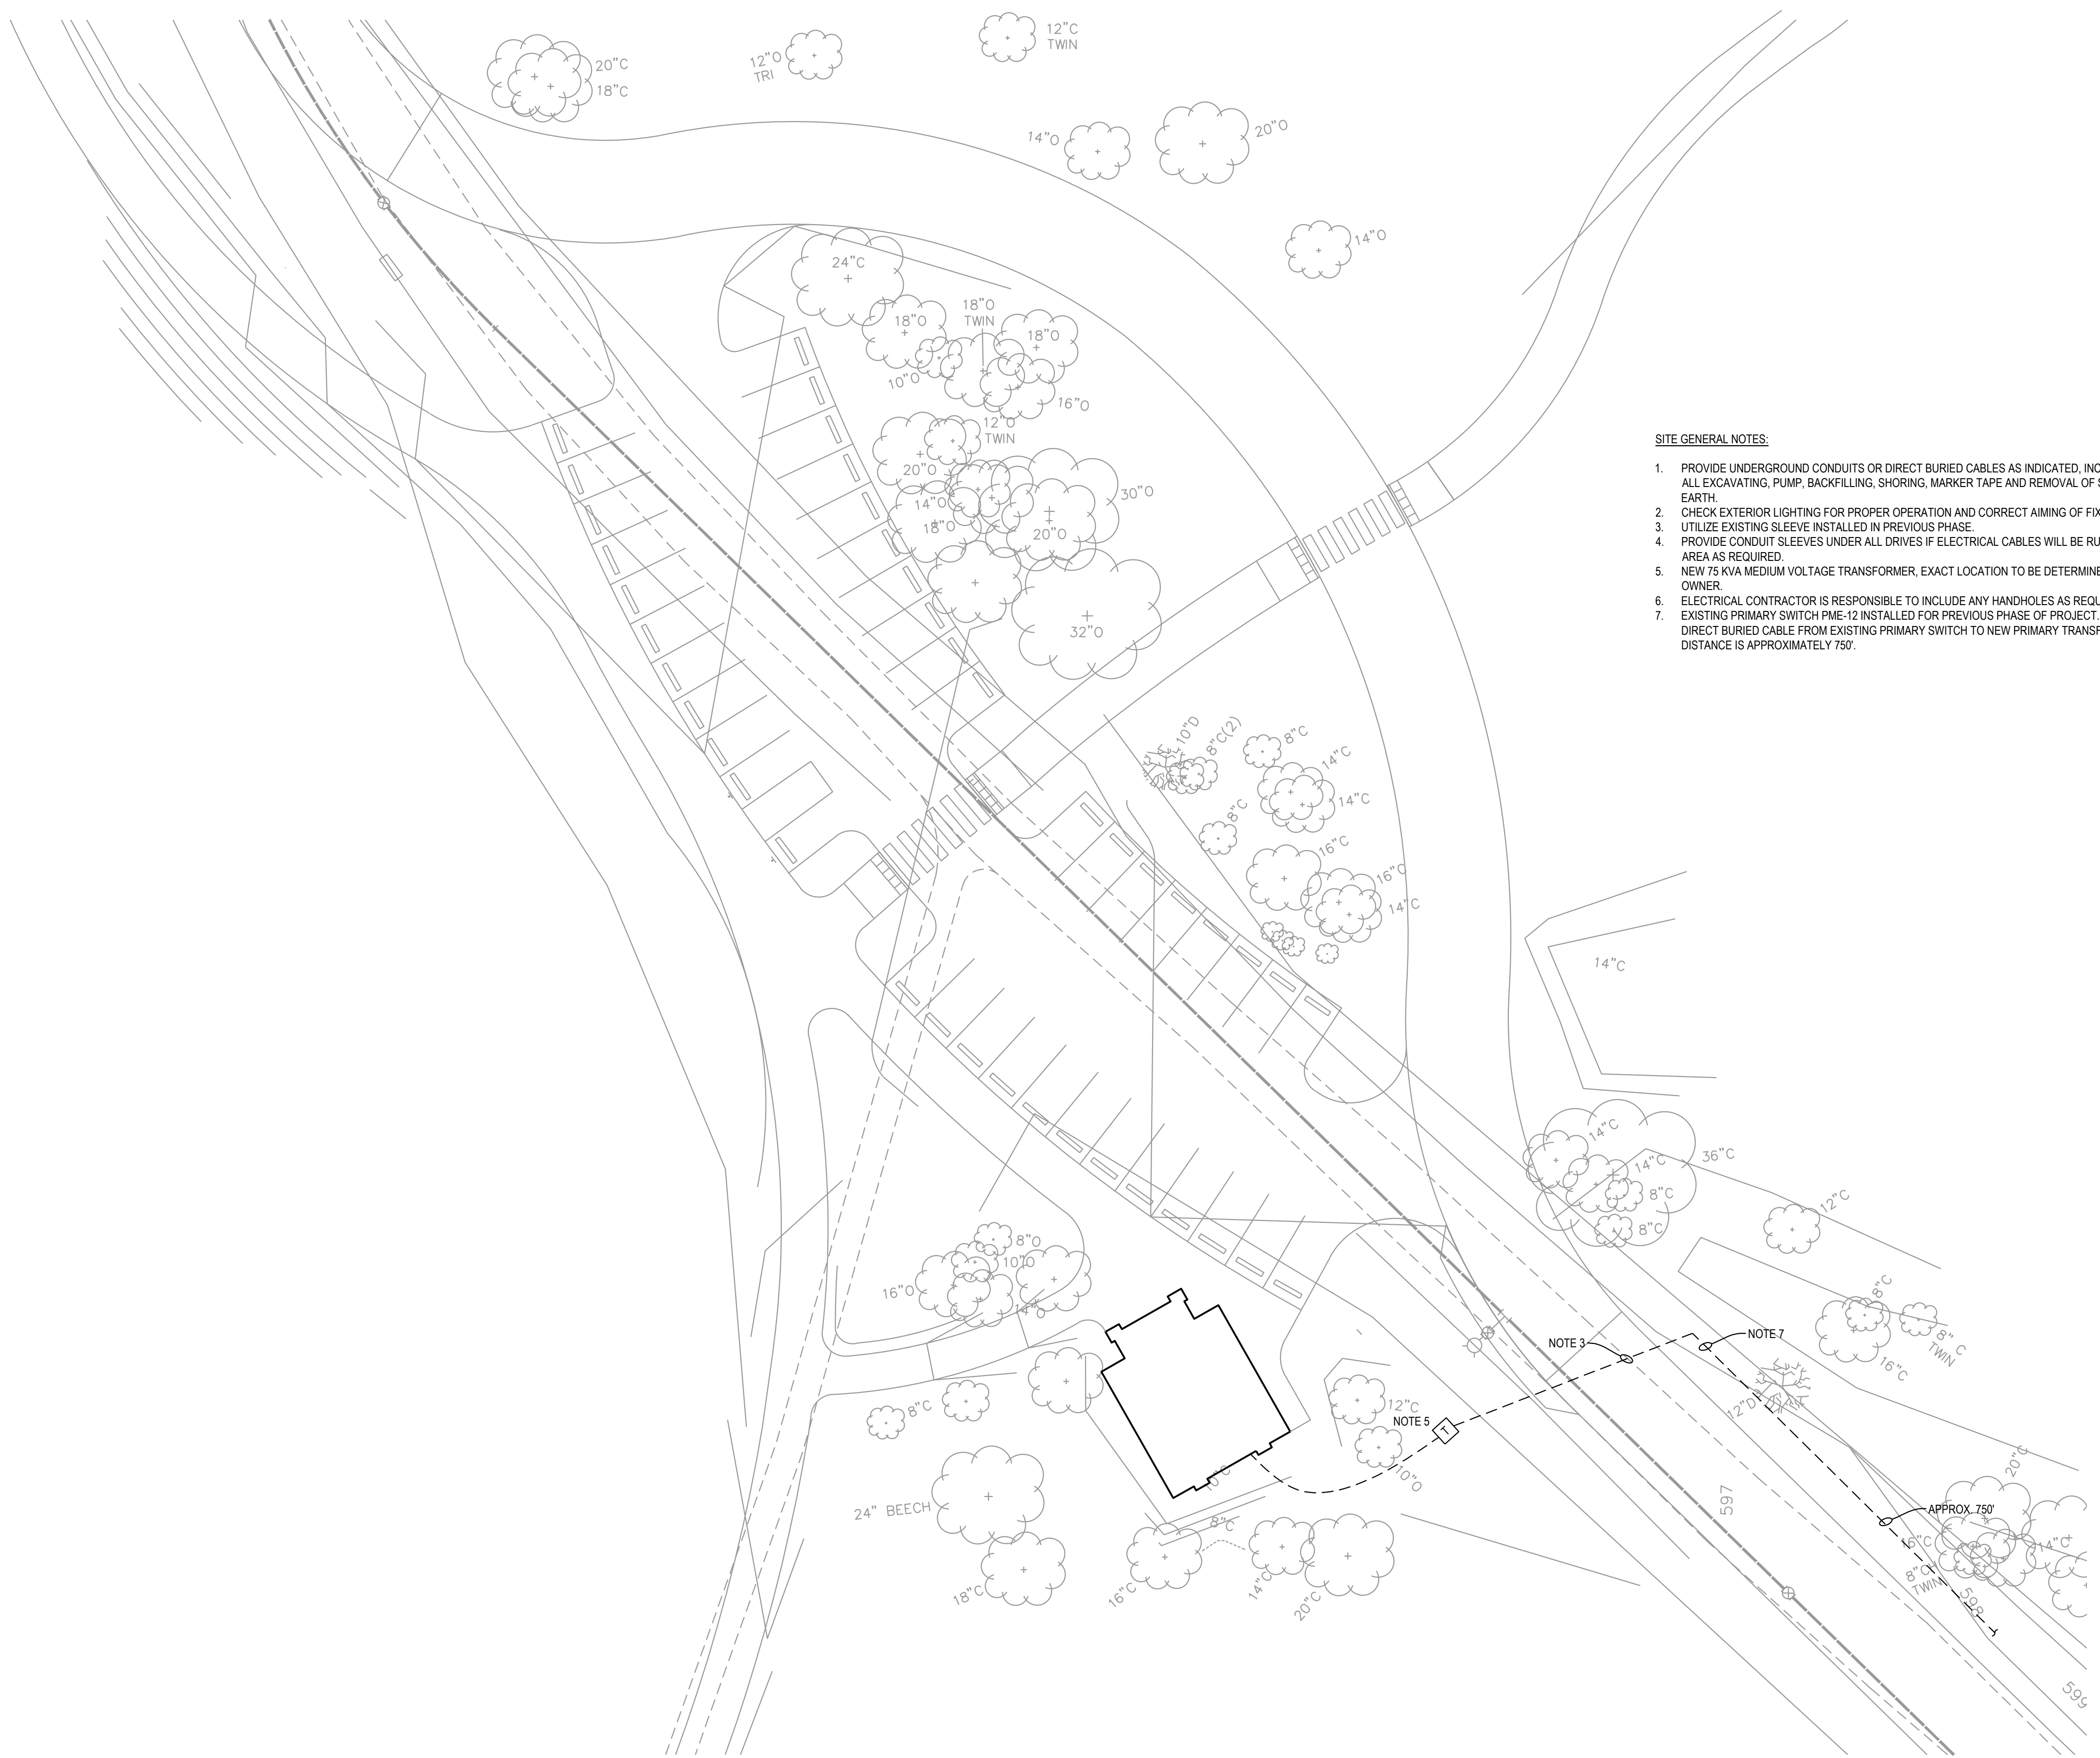 20"C
18"C
12"O
TRI
12"C
TWIN
14"O
20"O
14"O
24"C
18"O
18"O
TWIN
18"O
10"O
16"O
12"O
TWIN
20"O
14"O
18"O
30"O
20"O
32"O
SITE GENERAL NOTES:
1. PROVIDE UNDERGROUND CONDUITS OR DIRECT BURIED CABLES AS INDICATED,
ALL EXCAVATING, PUMP, BACKFILLING, SHORING, MARKER TAPE AND REMOVAL OF
EARTH.
2. CHECK EXTERIOR LIGHTING FOR PROPER OPERATION AND CORRECT AIMING OF
3. UTILIZE EXISTING SLEEVE INSTALLED IN PREVIOUS PHASE.
4. PROVIDE CONDUIT SLEEVES UNDER ALL DRIVES IF ELECTRICAL CABLES WILL BE
AREA AS REQUIRED.
5. NEW 75 KVA MEDIUM VOLTAGE TRANSFORMER, EXACT LOCATION TO BE
OWNER.
6. ELECTRICAL CONTRACTOR IS RESPONSIBLE TO INCLUDE ANY HANDHOLES AS
7. EXISTING PRIMARY SWITCH PME-12 INSTALLED FOR PREVIOUS PHASE OF PROJECT.
DIRECT BURIED CABLE FROM EXISTING PRIMARY SWITCH TO NEW PRIMARY
DISTANCE IS APPROXIMATELY 750'.
10"D
8"C(2)
8"C
14"C
14"C
8"C
16"C
16"C
14"C
14"C
14"C
14"C
36"C
8"C
8"C
12"C
8"O
10"O
16"O
14"O
8"C
8" C
TWIN
16"C
NOTE 3
NOTE 7
12"D
12"C
NOTE 5
T
10"O
8"C
24" BEECH
10"O
8"C
18"C
16"C
14"C
20"C
597
20"C
APPROX. 750'
16"C
14"C
8"C
TWIN
598
599